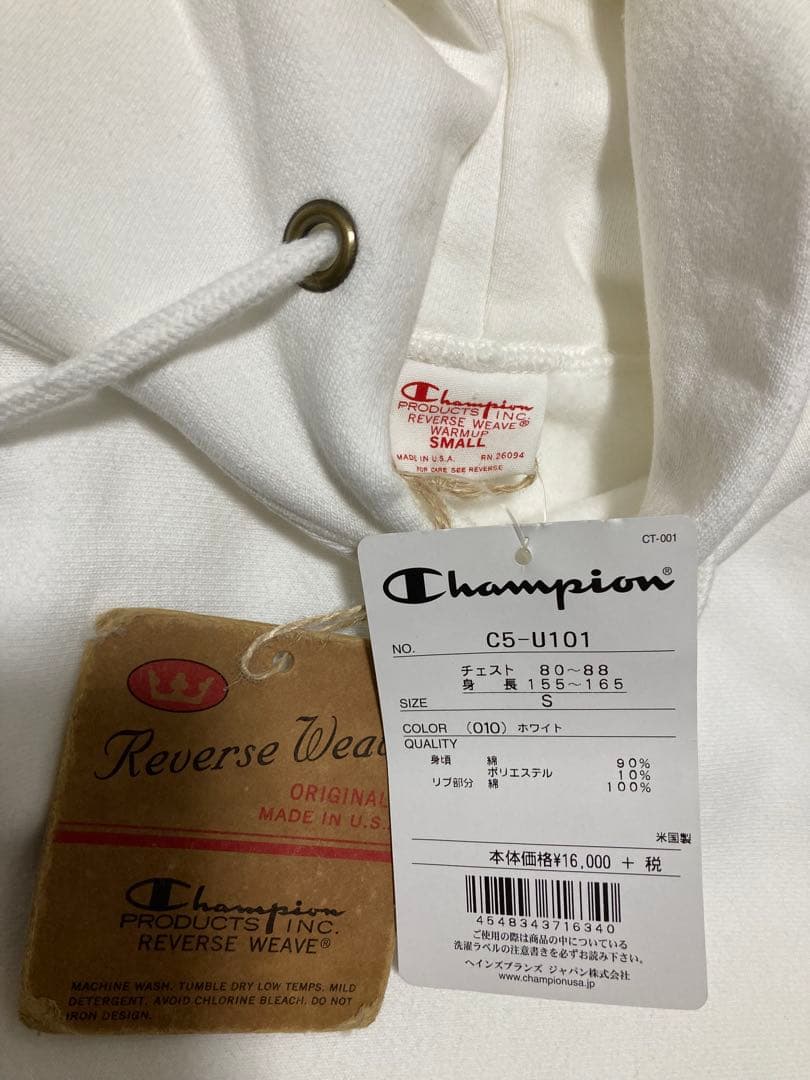 Champion
PRODUCTS INC.
REVERSE WEAVE®
WARMUP
SMALL
MADE IN U.S.A. RN.26094
FOR CARE SEE REVERSE
CT-001
Champion®
NO. C5-U101
チェスト 80～88
身 長 155～165
SIZE S
COLOR (010) ホワイト
QUALITY
身頃 綿 90%
ポリエステル 10%
リブ部分 綿 100%
米国製
本体価格¥16,000 + 税
4548343716340
ご使用の際は商品の中についている
洗濯ラベルの注意書きを必ずお読み下さい。
ヘインズブランズ ジャパン株式会社
www.championusa.jp
Reverse
ORIGINAL
MADE IN U.S.A
Champion
PRODUCTS INC.
REVERSE WEAVE®
MACHINE WASH. TUMBLE DRY LOW TEMPS. MILD
DETERGENT. AVOID CHLORINE BLEACH. DO NOT
IRON DESIGN.